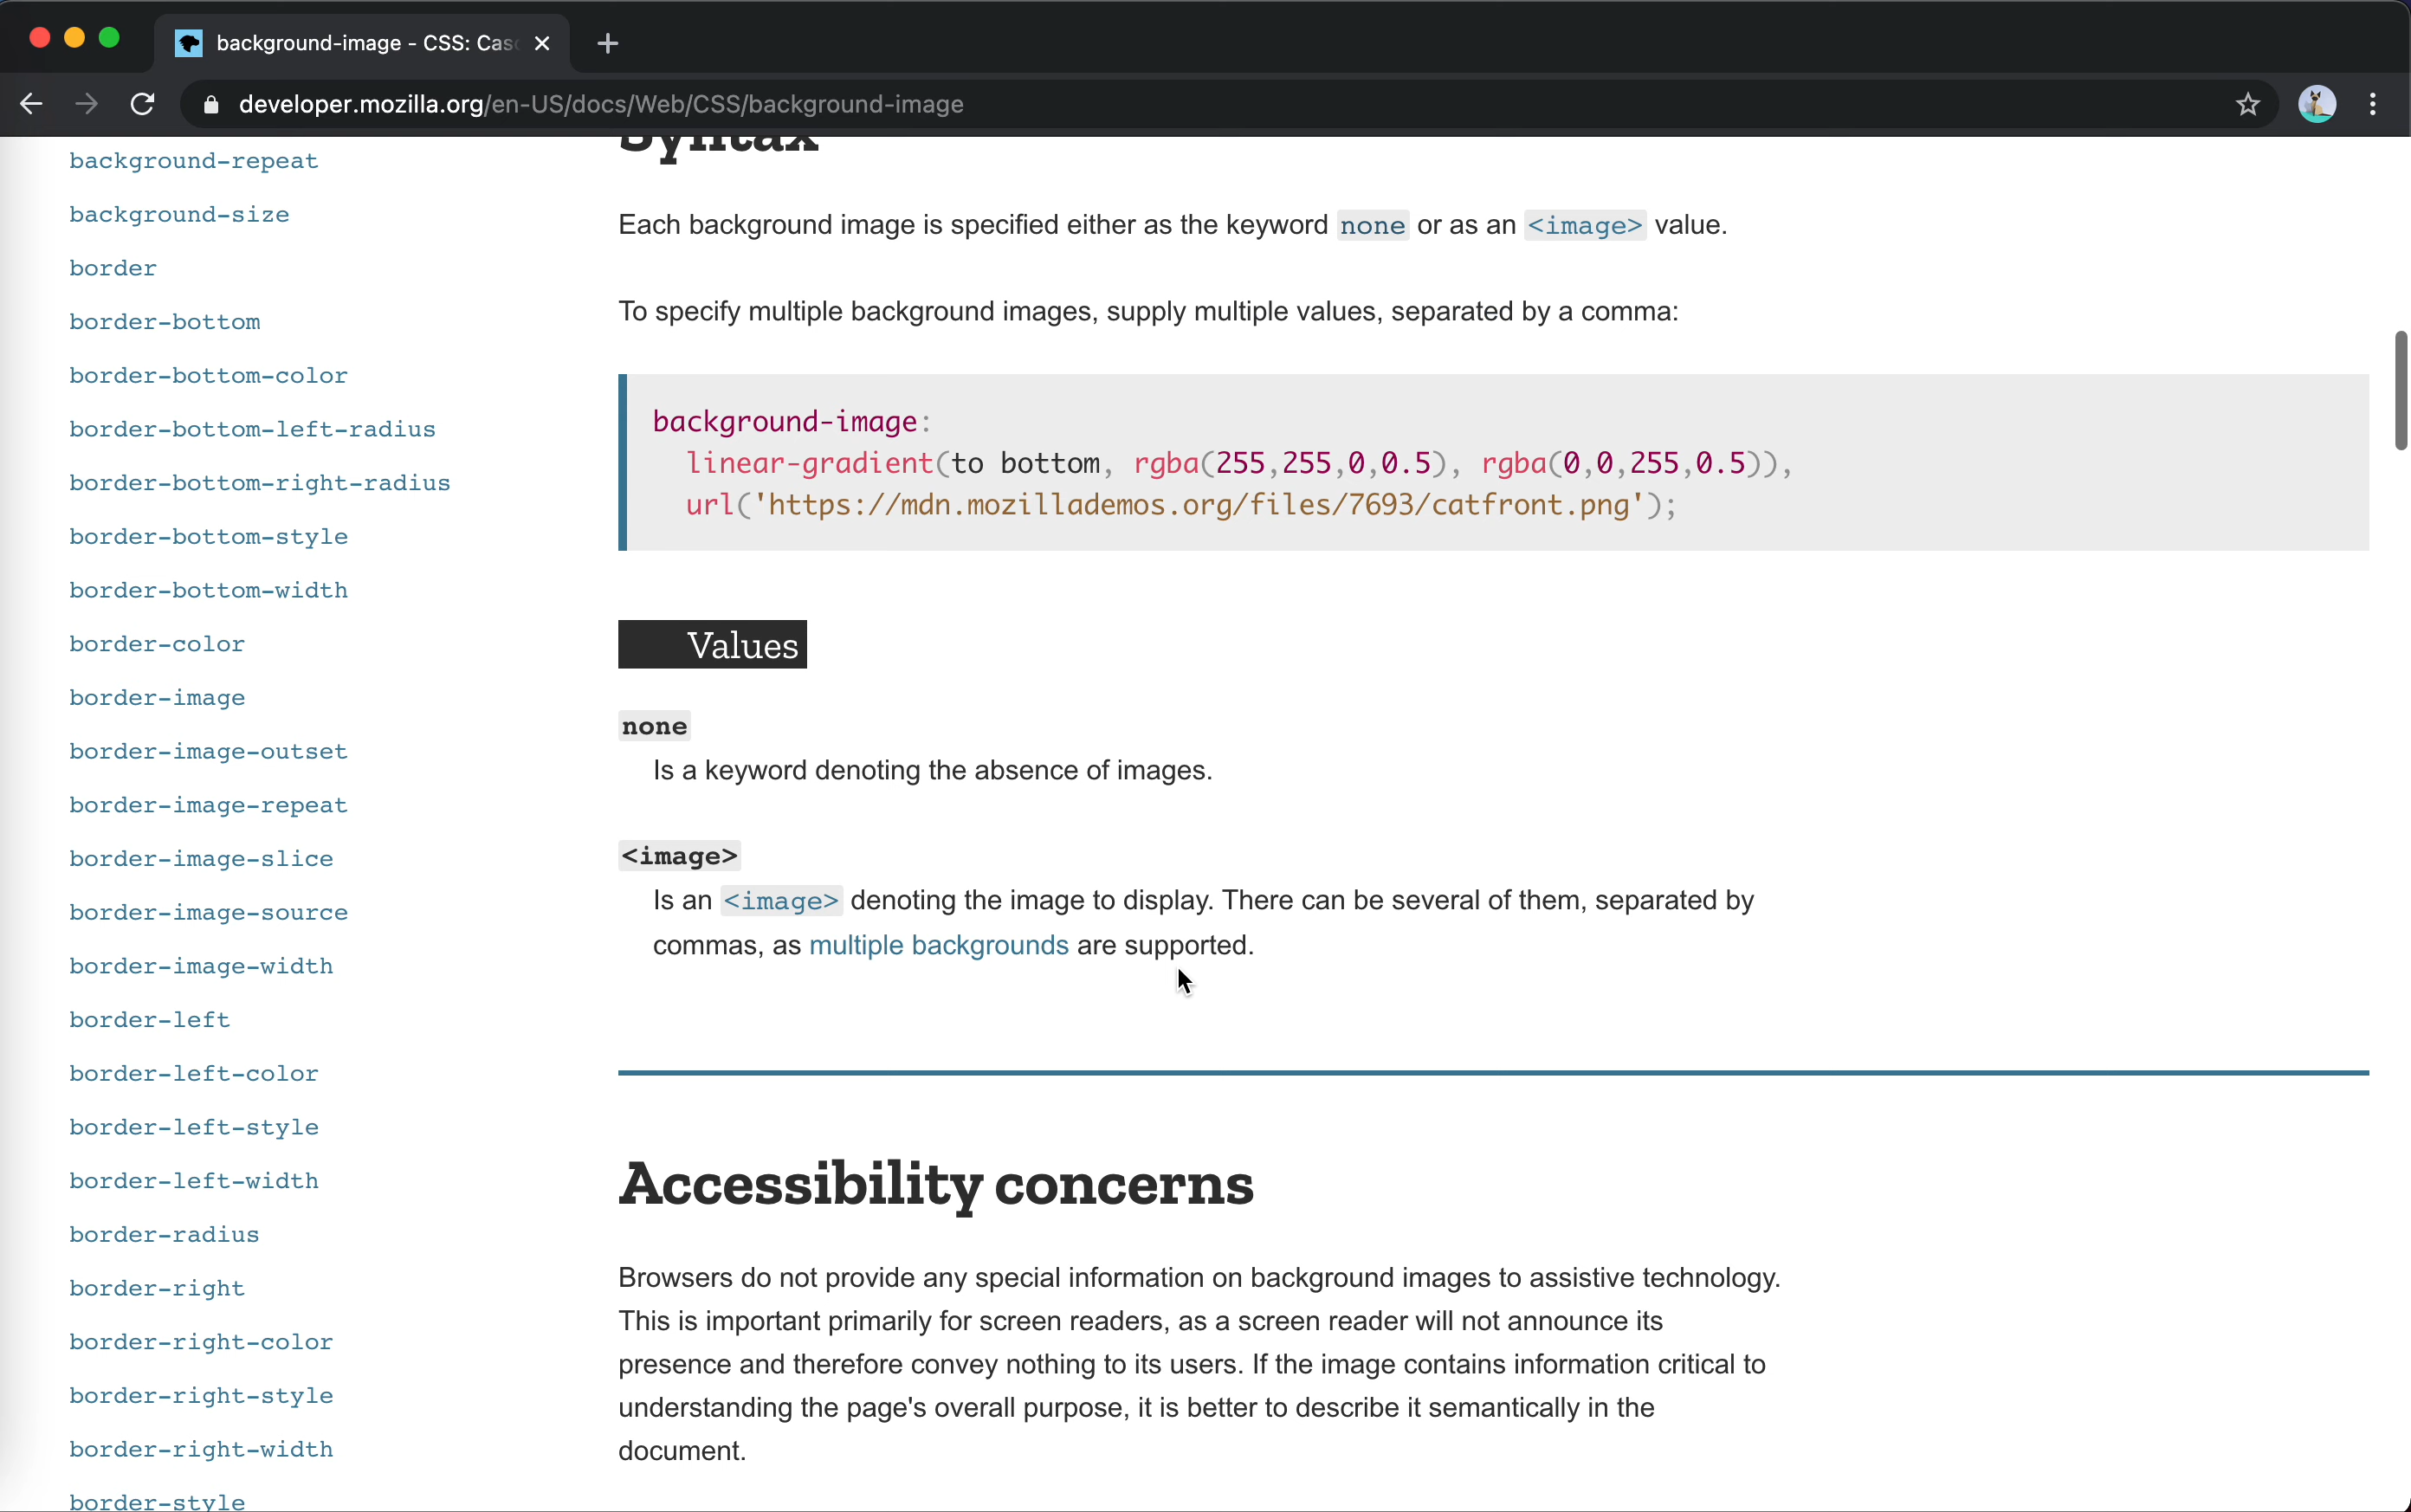 background-image - CSS: Cas
developer.mozilla.org/en-US/docs/Web/CSS/background-image
background-repeat
background-size
border
border-bottom
border-bottom-color
border-bottom-left-radius
border-bottom-right-radius
border-bottom-style
border-bottom-width
border-color
border-image
border-image-outset
border-image-repeat
border-image-slice
border-image-source
border-image-width
border-left
border-left-color
border-left-style
border-left-width
border-radius
border-right
border-right-color
border-right-style
border-right-width
border-style
Syntax
Each background image is specified either as the keyword none or as an <image> value.
To specify multiple background images, supply multiple values, separated by a comma:
background-image:
linear-gradient(to bottom, rgba(255,255,0,0.5), rgba(0,0,255,0.5)),
url('https://mdn.mozillademos.org/files/7693/catfront.png');
Values
none
Is a keyword denoting the absence of images.
<image>
Is an <image> denoting the image to display. There can be several of them, separated by
commas, as multiple backgrounds are supported.
Accessibility concerns
Browsers do not provide any special information on background images to assistive technology.
This is important primarily for screen readers, as a screen reader will not announce its
presence and therefore convey nothing to its users. If the image contains information critical to
understanding the page's overall purpose, it is better to describe it semantically in the
document.